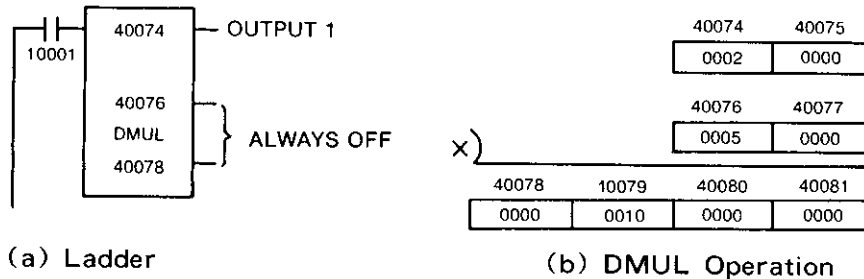 10001
40074
OUTPUT 1
40076
DMUL
40078
ALWAYS OFF
(a) Ladder
40074 40075
0002 0000
40076 40077
0005 0000
×)
40078 10079 40080 40081
0000 0010 0000 0000
(b) DMUL Operation